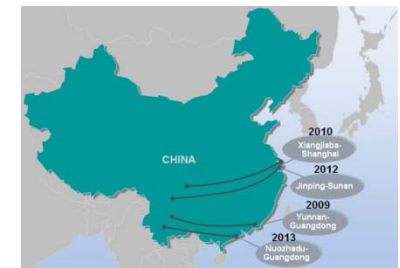 2010
Xiangjiaba-
Shanghai
CHINA
2012
Jinping-Sunan
2009
Yunnan-
Guangdong
2013
Nuozhadu-
Guangdong